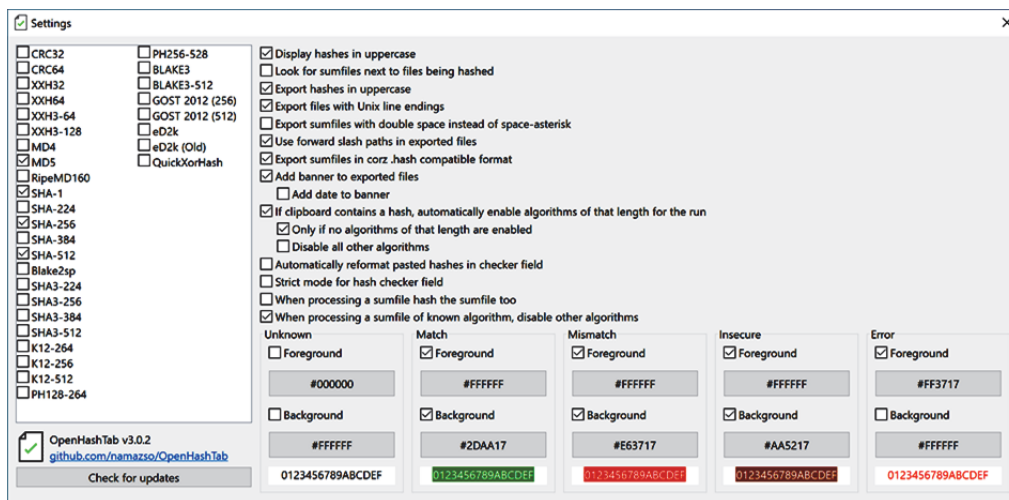 Settings
CRC32
CRC64
XXH32
XXH64
XXH3-64
XXH3-128
MD4
MD5
RipeMD160
SHA-1
SHA-224
SHA-256
SHA-384
SHA-512
Blake2sp
SHA3-224
SHA3-256
SHA3-384
SHA3-512
K12-264
K12-256
K12-512
PH128-264
PH256-528
BLAKE3
BLAKE3-512
GOST 2012 (256)
GOST 2012 (512)
eD2k
eD2k (Old)
QuickXorHash
OpenHashTab v3.0.2
github.com/namazso/OpenHashTab
Check for updates
Display hashes in uppercase
Look for sumfiles next to files being hashed
Export hashes in uppercase
Export files with Unix line endings
Export sumfiles with double space instead of space-asterisk
Use forward slash paths in exported files
Export sumfiles in corz .hash compatible format
Add banner to exported files
Add date to banner
If clipboard contains a hash, automatically enable algorithms of that length for the run
Only if no algorithms of that length are enabled
Disable all other algorithms
Automatically reformat pasted hashes in checker field
Strict mode for hash checker field
When processing a sumfile hash the sumfile too
When processing a sumfile of known algorithm, disable other algorithms
Unknown
Foreground
#000000
Background
#FFFFFF
0123456789ABCDEF
Match
Foreground
#FFFFFF
Background
#2DAA17
0123456789ABCDEF
Mismatch
Foreground
#FFFFFF
Background
#E63717
0123456789ABCDEF
Insecure
Foreground
#FFFFFF
Background
#AA5217
0123456789ABCDEF
Error
Foreground
#FF3717
Background
#FFFFFF
0123456789ABCDEF